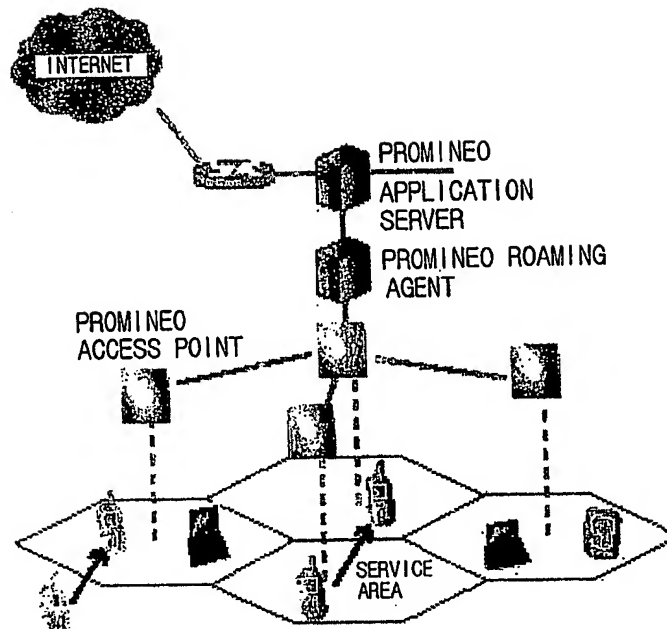 INTERNET
PROMINEO
APPLICATION
SERVER
PROMINEO ROAMING
AGENT
PROMINEO
ACCESS POINT
SERVICE
AREA